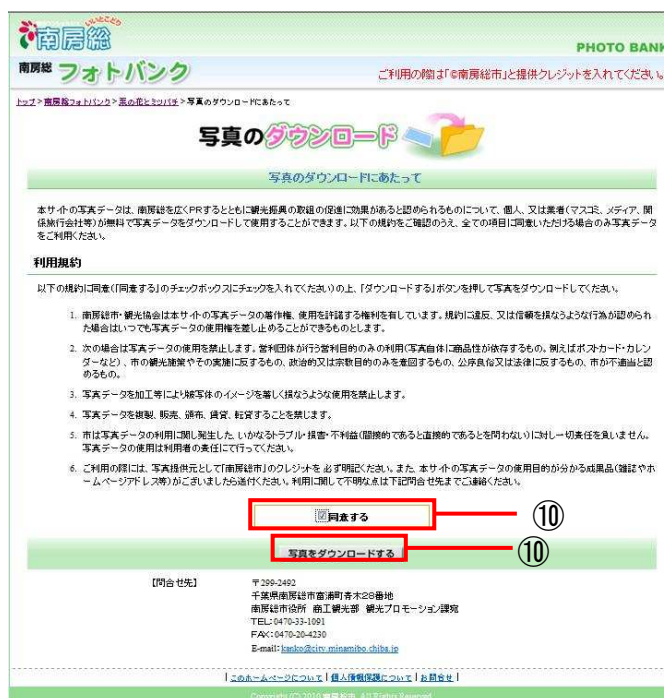 いいとこどり
南房総
PHOTO BANK
南房総 フォトバンク
ご利用の際は「©南房総市」と提供クレジットを入れてください。
トップ>南房総フォトバンク>菜の花とミツバチ>写真のダウンロードにあたって
写真のダウンロード
写真のダウンロードにあたって
本サイトの写真データは、南房総を広くPRするとともに観光振興の取組の促進に効果があると認められるものについて、個人、又は業者(マスコミ、メディア、関
係旅行会社等)が無料で写真データをダウンロードして使用することができます。以下の規約をご確認のうえ、全ての項目に同意いただける場合のみ写真データ
をご利用ください。
利用規約
以下の規約に同意(「同意する」のチェックボックスにチェックを入れてください)の上、「ダウンロードする」ボタンを押して写真をダウンロードしてください。
1. 南房総市・観光協会は本サイトの写真データの著作権、使用を許諾する権利を有しています。規約に違反、又は信頼を損なうような行為が認められ
た場合はいつでも写真データの使用権を差し止めることができるものとします。
2. 次の場合は写真データの使用を禁止します。営利団体が行う営利目的のみの利用(写真自体に商品性が依存するもの。例えばポストカード・カレン
ダーなど)、市の観光施策やその実施に反するもの、政治的又は宗教目的のみを意図するもの、公序良俗又は法律に反するもの、市が不適当と認
めるもの。
3. 写真データを加工等により被写体のイメージを著しく損なうような使用を禁止します。
4. 写真データを複製、販売、頒布、賃貸、転貸することを禁じます。
5. 市は写真データの利用に関し発生した、いかなるトラブル・損害・不利益(間接的であると直接的であるとを問わない)に対し一切責任を負いません。
写真データの使用は利用者の責任にて行ってください。
6. ご利用の際には、写真提供元として「南房総市」のクレジットを必ず明記ください。また、本サイトの写真データの使用目的が分かる成果品(雑誌やホ
ームページアドレス等)がございましたら送付ください。利用に関して不明な点は下記問合せ先までご連絡ください。
同意する ⑩
写真をダウンロードする ⑩
【問合せ先】 〒299-2492
千葉県南房総市富浦町青木28番地
南房総市役所 商工観光部 観光プロモーション課宛
TEL:0470-33-1091
FAX:0470-20-4230
E-mail:kanko@city.minamibo.chiba.jp
| このホームページについて | 個人情報保護について | お問合せ |
Copyright (C) 2010 南房総市. All Rights Reserved.